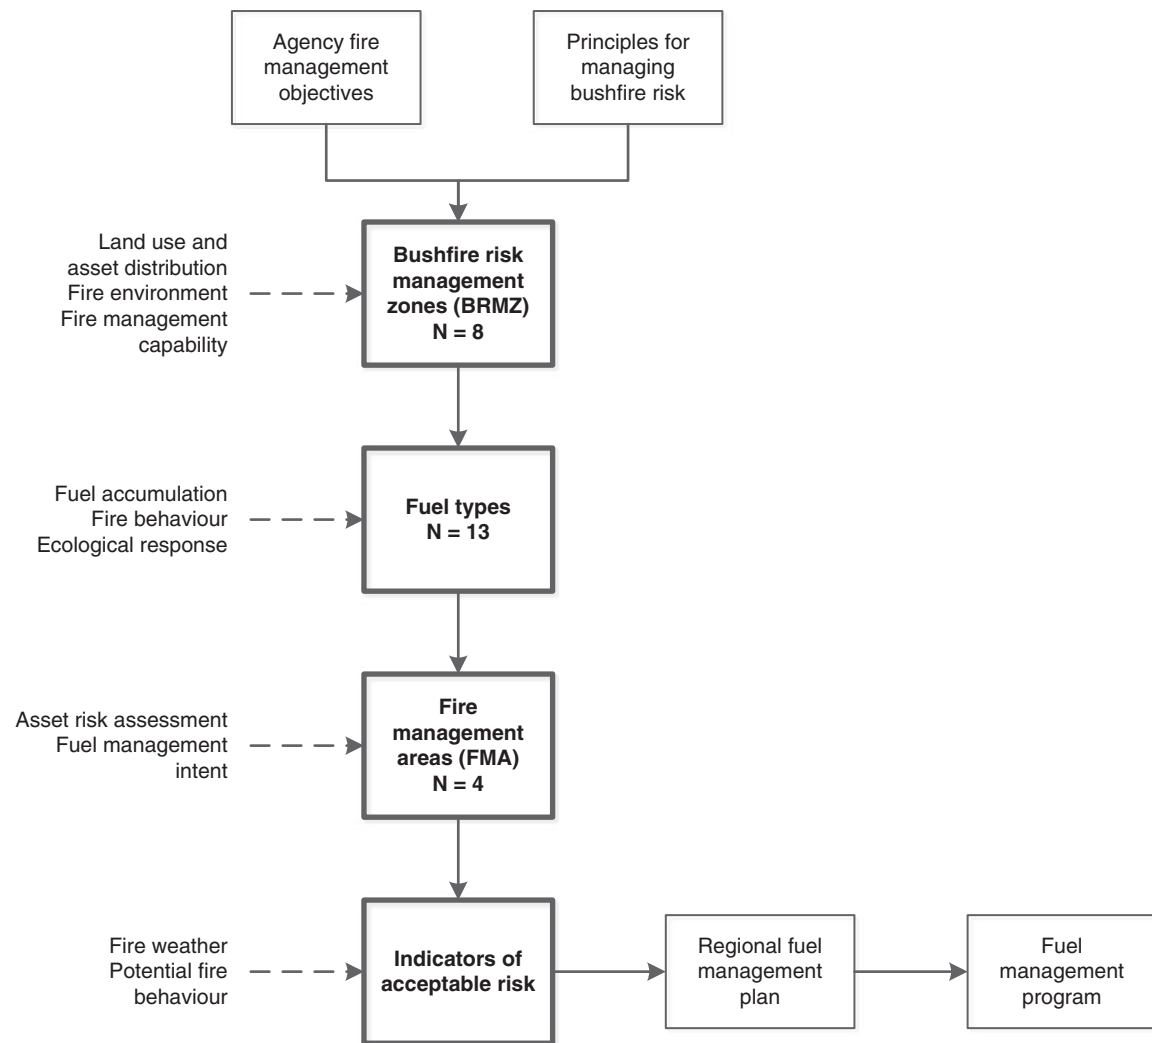 Agency fire
management
objectives
Principles for
managing
bushfire risk
Land use and
asset distribution
Fire environment
Fire management
capability
Bushfire risk
management
zones (BRMZ)
N = 8
Fuel accumulation
Fire behaviour
Ecological response
Fuel types
N = 13
Asset risk assessment
Fuel management
intent
Fire
management
areas (FMA)
N = 4
Fire weather
Potential fire
behaviour
Indicators of
acceptable risk
Regional fuel
management
plan
Fuel
management
program